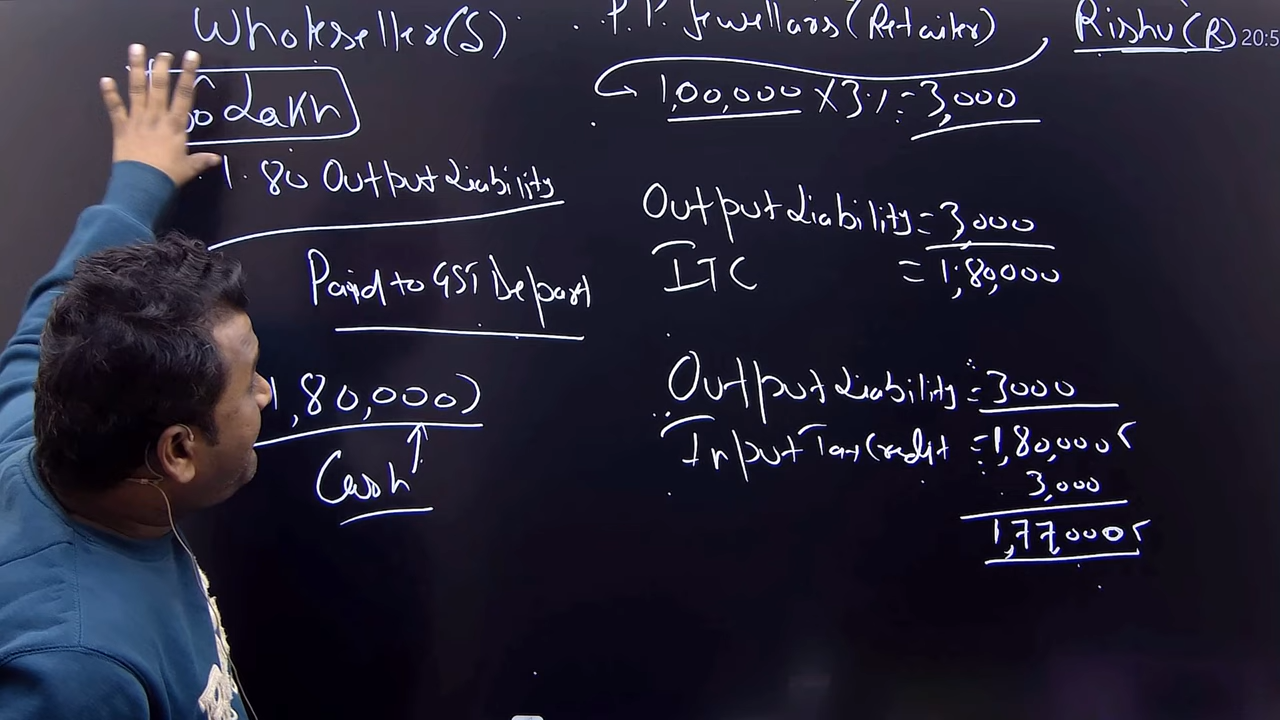 Wholeseller(S)
P.P. Jewellars (Retailer)
Rishu (R)
20:5
Lakh
1,00,000 X 3% = 3,000
1.80 Output Liability
Output Liability = 3,000
ITC = 1,80,000
Paid to GST Depart
1,80,000)
Cash
Output Liability = 3000
Input Tax Credit = 1,80,000
3,000
1,77,000